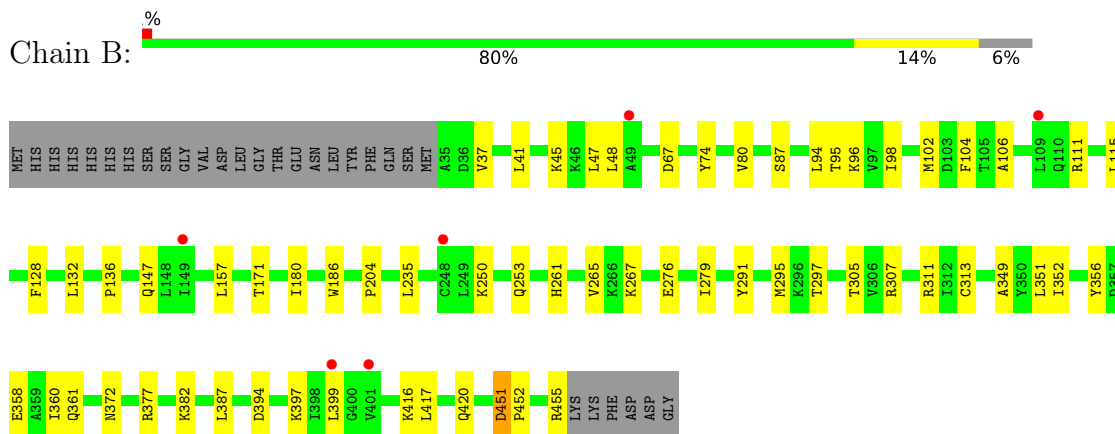 .%
Chain B:
80% 14% 6%
MET HIS HIS HIS HIS HIS HIS SER SER GLY VAL ASP LEU GLY THR GLU ASN LEU TYR PHE GLN SER MET A35 D36 V37 L41 K45 K46 L47 L48 A49 D67 Y74 V80 S87 L94 T95 K96 V97 I98 M102 D103 F104 T105 A106 L109 Q110 R111 L115
F128 L132 P136 Q147 L148 I149 L157 T171 I180 W186 P204 L235 C248 L249 K250 Q253 H261 V265 K266 K267 E276 I279 Y291 M295 K296 T297 T305 V306 R307 R311 I312 C313 A349 Y350 L351 I352 Y356 D357
E358 A359 I360 Q361 N372 R377 K382 L387 D394 K397 I398 L399 G400 V401 K416 L417 Q420 D451 P452 R455 LYS LYS PHE ASP ASP GLY